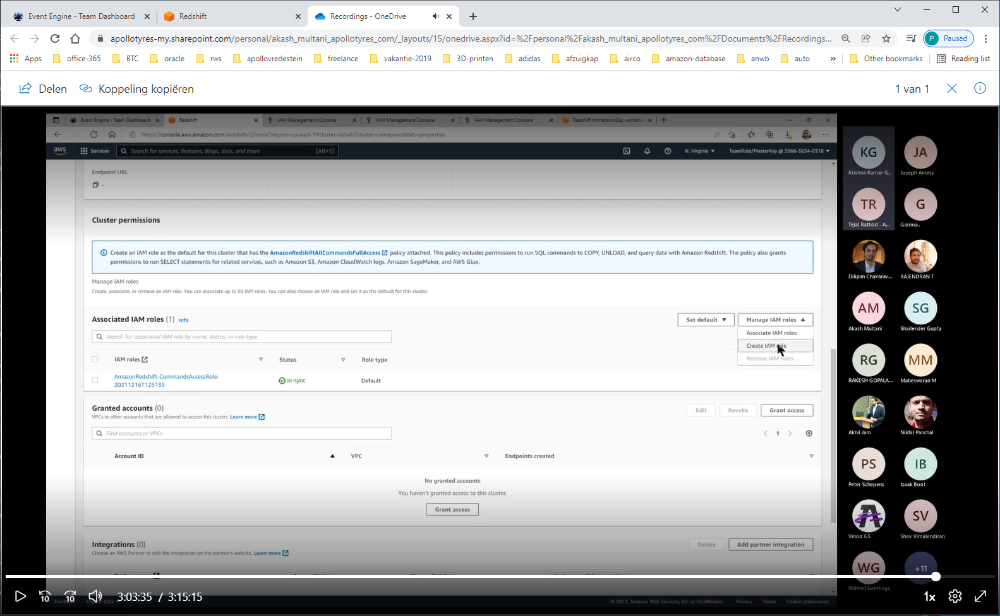 Event Engine - Team Dashboard
Redshift
Recordings - OneDrive
apollotyres-my.sharepoint.com/personal/akash_multani_apollotyres_com/_layouts/15/onedrive.aspx?id=%2Fpersonal%2Fakash_multani_apollotyres_com%2FDocuments%2FRecordings...
P Paused
Apps office-365 BTC oracle rws apollovredestein freelance vakantie-2019 3D-printen adidas afzuigkap airco amazon-database anwb auto » Other bookmarks Reading list
Delen Koppeling kopiëren
1 van 1
Event Engine - Team Dashboard
Redshift
IAM Management Console
IAM Management Console
IAM Management Console
Redshift ImmersionDay worksho
https://console.aws.amazon.com/redshiftv2/home?region=us-east-1#cluster-details?cluster=cenapaws&tab=properties
aws Services Search for services, features, blogs, docs, and more [Alt+S]
N. Virginia ▼ TeamRole/MasterKey @ 3566-3834-0318 ▼
Endpoint URL
-
Cluster permissions
Create an IAM role as the default for this cluster that has the AmazonRedshiftAllCommandsFullAccess policy attached. This policy includes permissions to run SQL commands to COPY, UNLOAD, and query data with Amazon Redshift. The policy also grants
permissions to run SELECT statements for related services, such as Amazon S3, Amazon CloudWatch logs, Amazon SageMaker, and AWS Glue.
Manage IAM roles
Create, associate, or remove an IAM role. You can associate up to 50 IAM roles. You can also choose an IAM role and set it as the default for this cluster.
Associated IAM roles (1) Info
Set default ▼
Manage IAM roles ▲
Search for associated IAM role by name, status, or role type
Associate IAM roles
Create IAM role
Remove IAM roles
IAM roles Status Role type
AmazonRedshift-CommandsAccessRole-
20211216T125135
in-sync
Default
Granted accounts (0)
VPCs in other accounts that are allowed to access this cluster. Learn more
Edit Revoke Grant access
Find accounts or VPCs
1
Account ID VPC Endpoints created
No granted accounts
You haven't granted access to this cluster.
Grant access
Integrations (0)
Choose an AWS Partner to edit the integration on the partner's website. Learn more
Delete Add partner integration
© 2021, Amazon Web Services, Inc. or its affiliates. Privacy Terms Cookie preferences
KG JA
Krishna Kumar G... Joseph Amess
TR G
Tejal Rathod - A... Garima .
Dilipan Chakarav... RAJENDRAN T
AM SG
Akash Multani Shailender Gupta
RG MM
RAKESH GOPALA... Maheswaran M
Akhil Jain Nikhil Panchal
PS IB
Peter Schepens Izaak Boot
SV
Vinod GS Shav Vimalendiran
WG +11
Wilfred Geerlings
10 10 3:03:35 / 3:15:15
1x